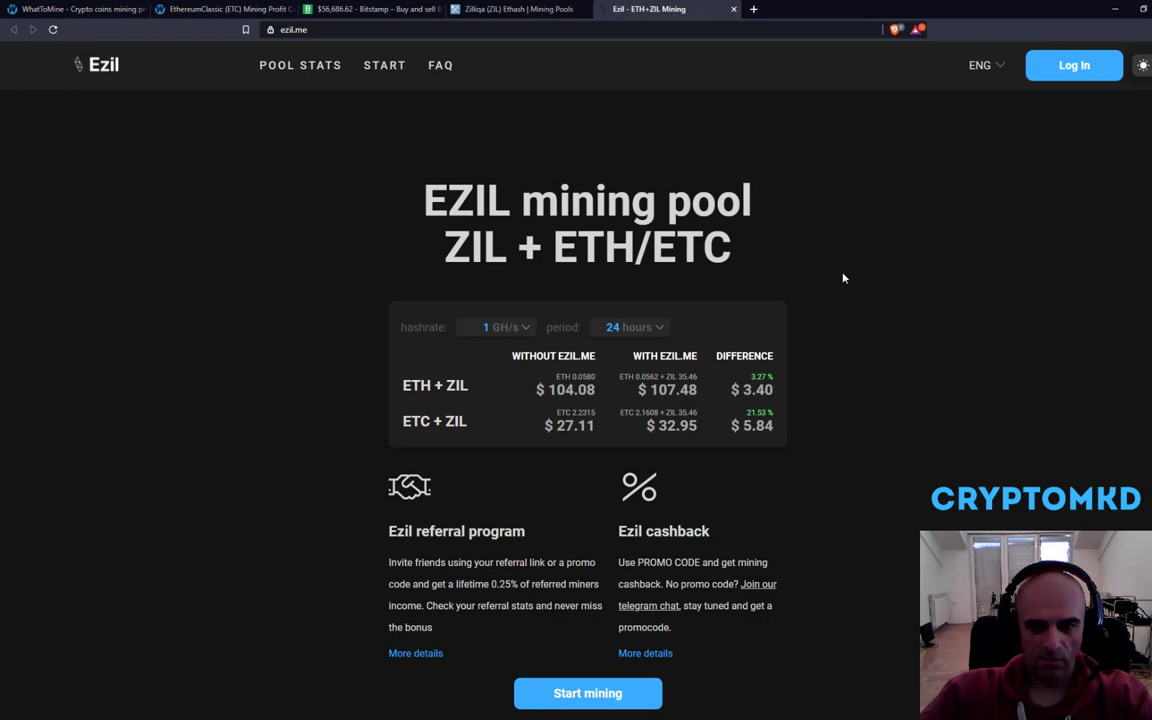 WhatToMine - Crypto coins mining pr
EthereumClassic (ETC) Mining Profit C
$56,686.62 - Bitstamp – Buy and sell B
Zilliqa (ZIL) Ethash | Mining Pools
Ezil - ETH+ZIL Mining
ezil.me
Ezil
POOL STATS
START
FAQ
ENG
Log In
EZIL mining pool
ZIL + ETH/ETC
hashrate: 1 GH/s period: 24 hours
WITHOUT EZIL.ME WITH EZIL.ME DIFFERENCE
ETH 0.0580 ETH 0.0562 + ZIL 35.46 3.27 %
ETH + ZIL $ 104.08 $ 107.48 $ 3.40
ETC 2.2315 ETC 2.1608 + ZIL 35.46 21.53 %
ETC + ZIL $ 27.11 $ 32.95 $ 5.84
Ezil referral program
Invite friends using your referral link or a promo
code and get a lifetime 0.25% of referred miners
income. Check your referral stats and never miss
the bonus
More details
Ezil cashback
Use PROMO CODE and get mining
cashback. No promo code? Join our
telegram chat, stay tuned and get a
promocode.
More details
Start mining
CRYPTOMKD